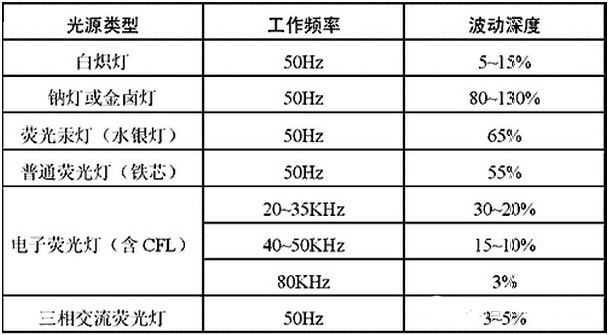 光源类型 工作频率 波动深度
白炽灯 50Hz 5~15%
钠灯或金卤灯 50Hz 80~130%
荧光汞灯（水银灯） 50Hz 65%
普通荧光灯（铁芯） 50Hz 55%
电子荧光灯（含CFL） 20~35KHz 30~20%
40~50KHz 15~10%
80KHz 3%
三相交流荧光灯 50Hz 3~5%